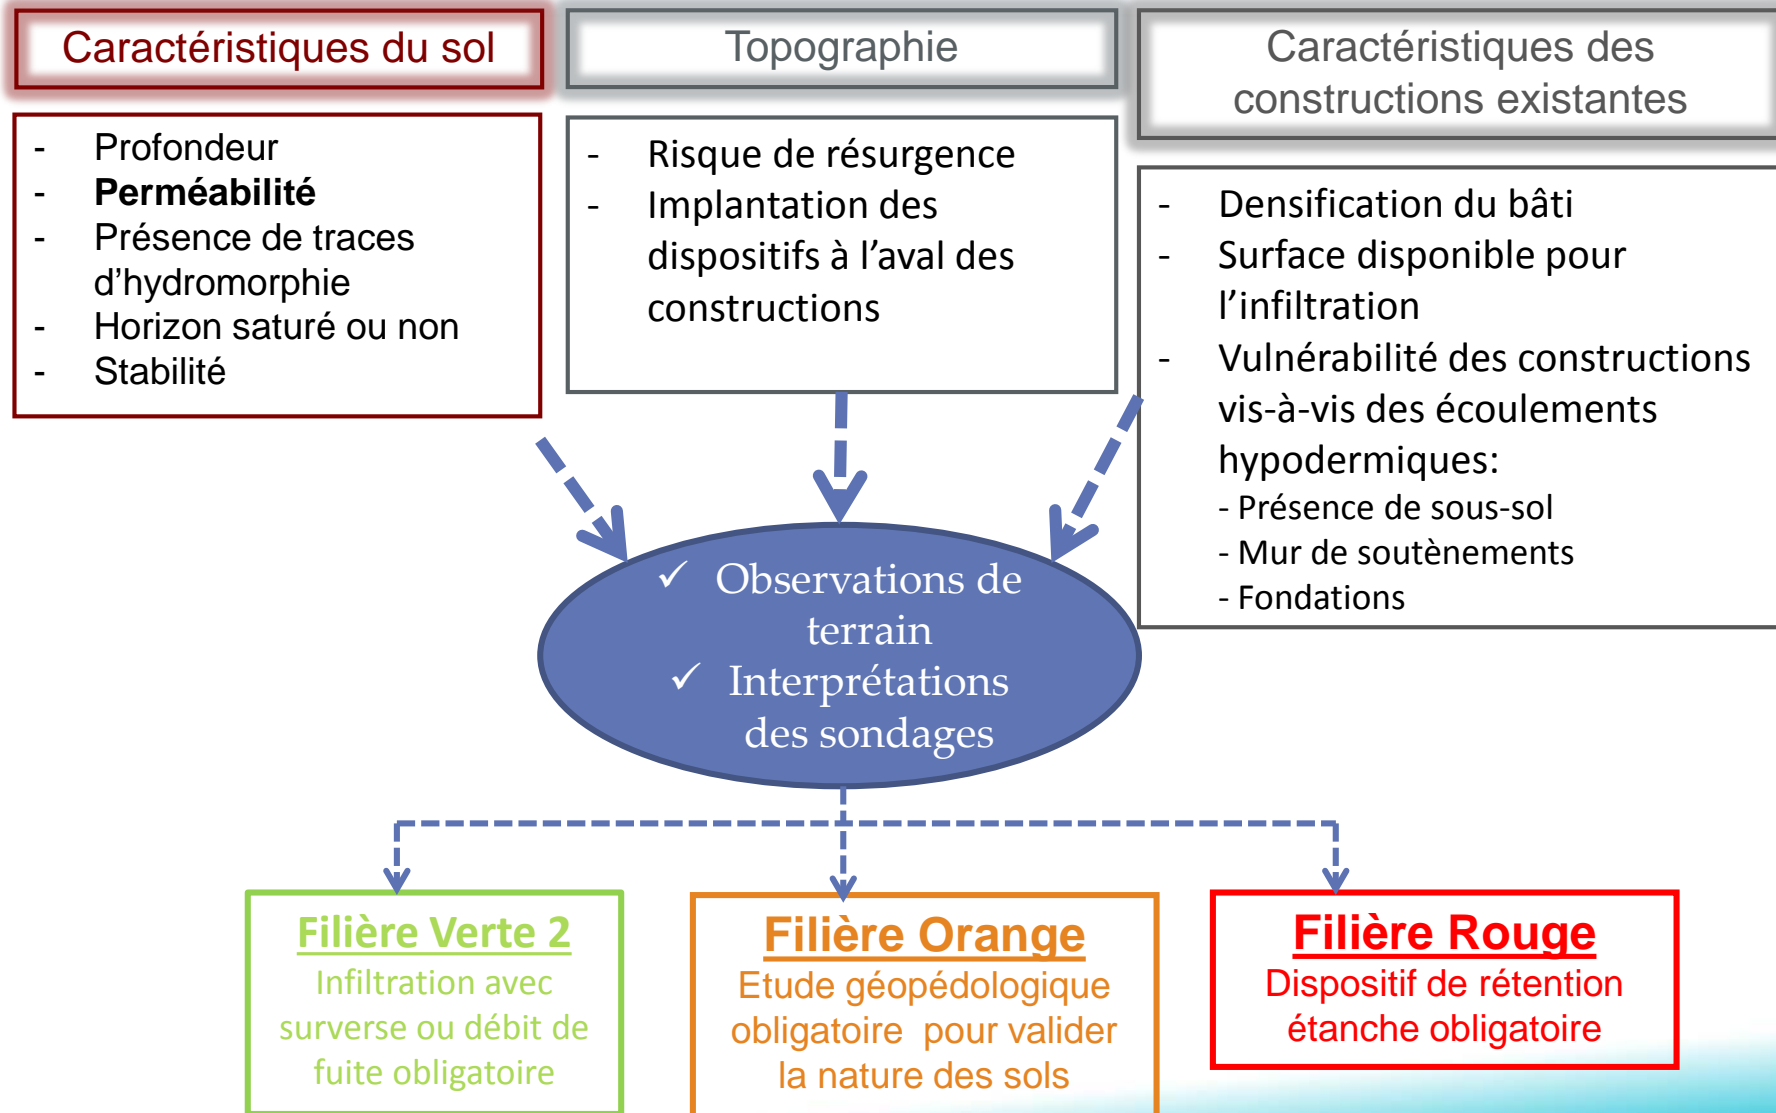 Caractéristiques du sol
- Profondeur
- Perméabilité
- Présence de traces
d'hydromorphie
- Horizon saturé ou non
- Stabilité
Topographie
- Risque de résurgence
- Implantation des
dispositifs à l'aval des
constructions
Caractéristiques des
constructions existantes
- Densification du bâti
- Surface disponible pour
l'infiltration
- Vulnérabilité des constructions
vis-à-vis des écoulements
hypodermiques:
- Présence de sous-sol
- Mur de soutènements
- Fondations
✓ Observations de
terrain
✓ Interprétations
des sondages
Filière Verte 2
Infiltration avec
surverse ou débit de
fuite obligatoire
Filière Orange
Etude géopédologique
obligatoire pour valider
la nature des sols
Filière Rouge
Dispositif de rétention
étanche obligatoire